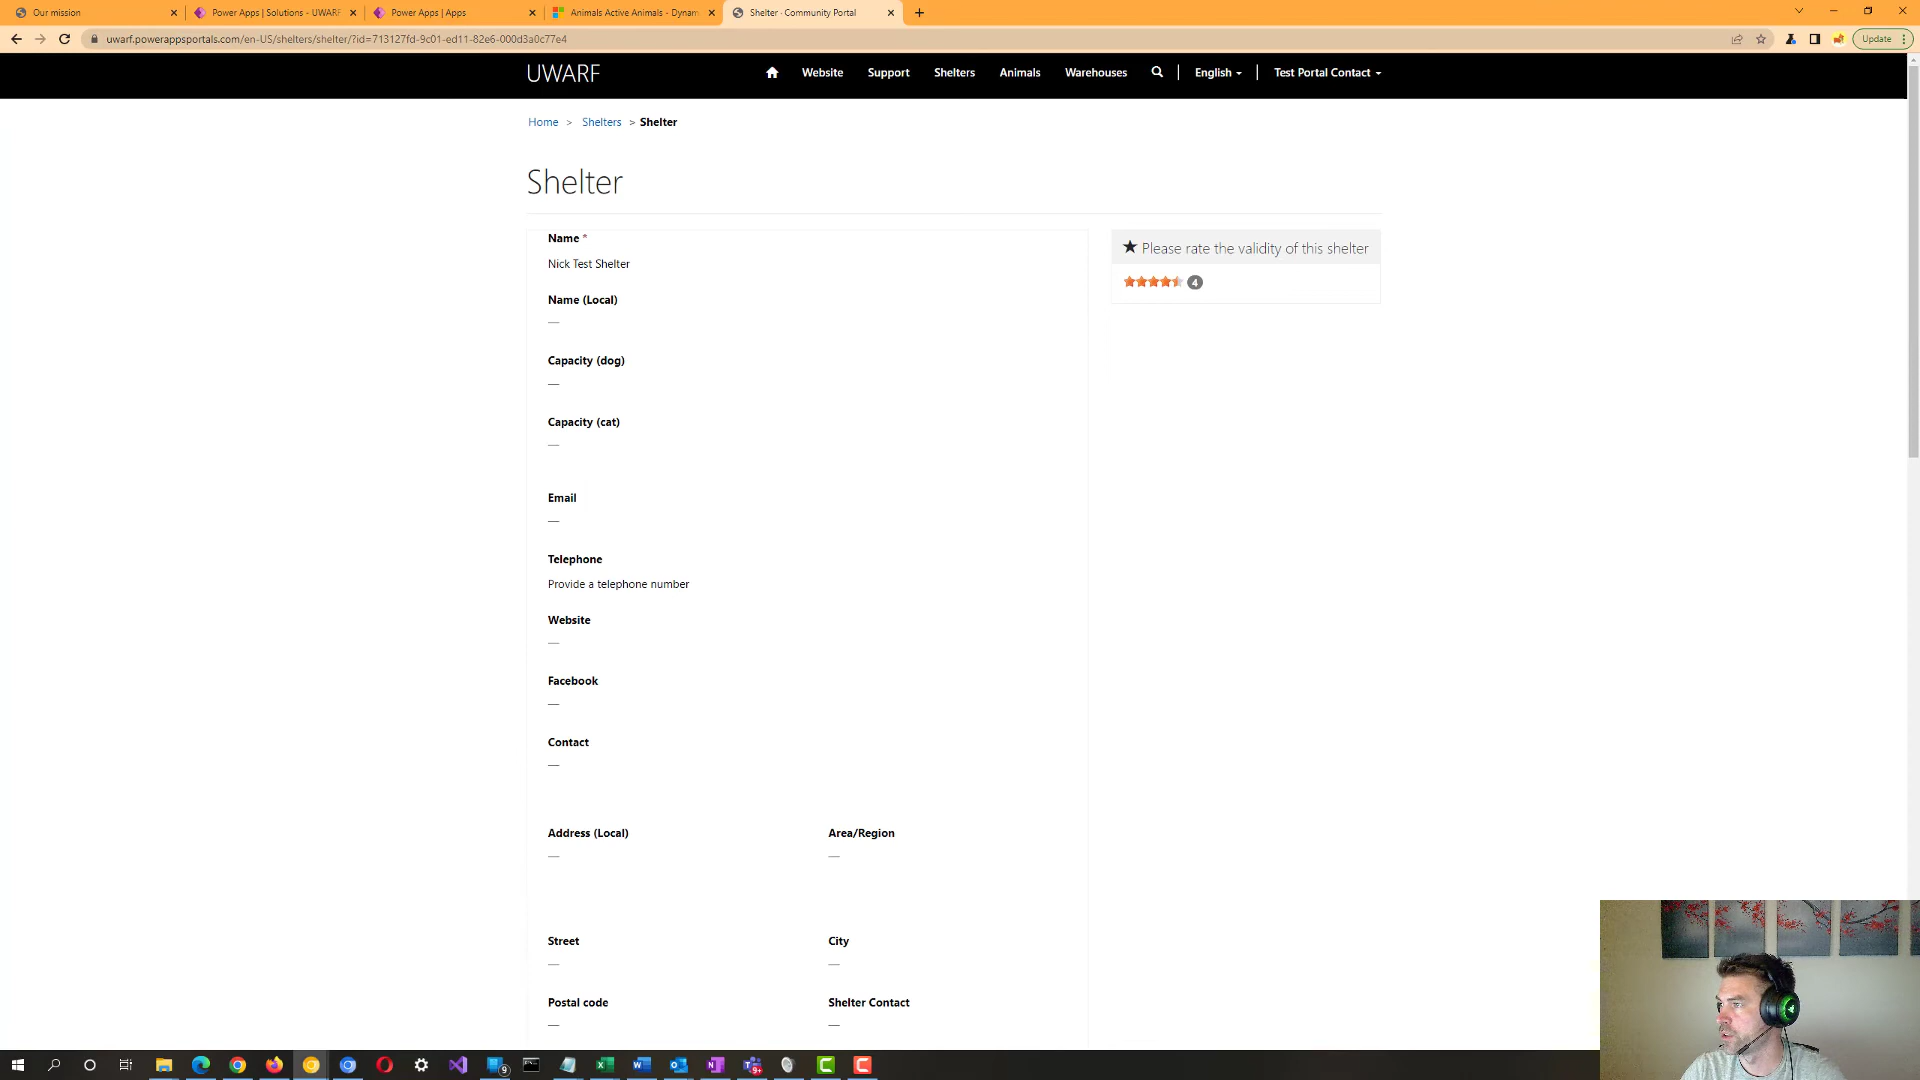 Our mission
Power Apps | Solutions - UWARF
Power Apps | Apps
Animals Active Animals - Dynam
Shelter · Community Portal
uwarf.powerappsportals.com/en-US/shelters/shelter/?id=713127fd-9c01-ed11-82e6-000d3a0c77e4
Update
UWARF
Website
Support
Shelters
Animals
Warehouses
English
Test Portal Contact
Home > Shelters > Shelter
Shelter
Name *
Nick Test Shelter
Please rate the validity of this shelter
4
Name (Local)
—
Capacity (dog)
—
Capacity (cat)
—
Email
—
Telephone
Provide a telephone number
Website
—
Facebook
—
Contact
—
Address (Local)
—
Area/Region
—
Street
—
City
—
Postal code
—
Shelter Contact
—
9
9+